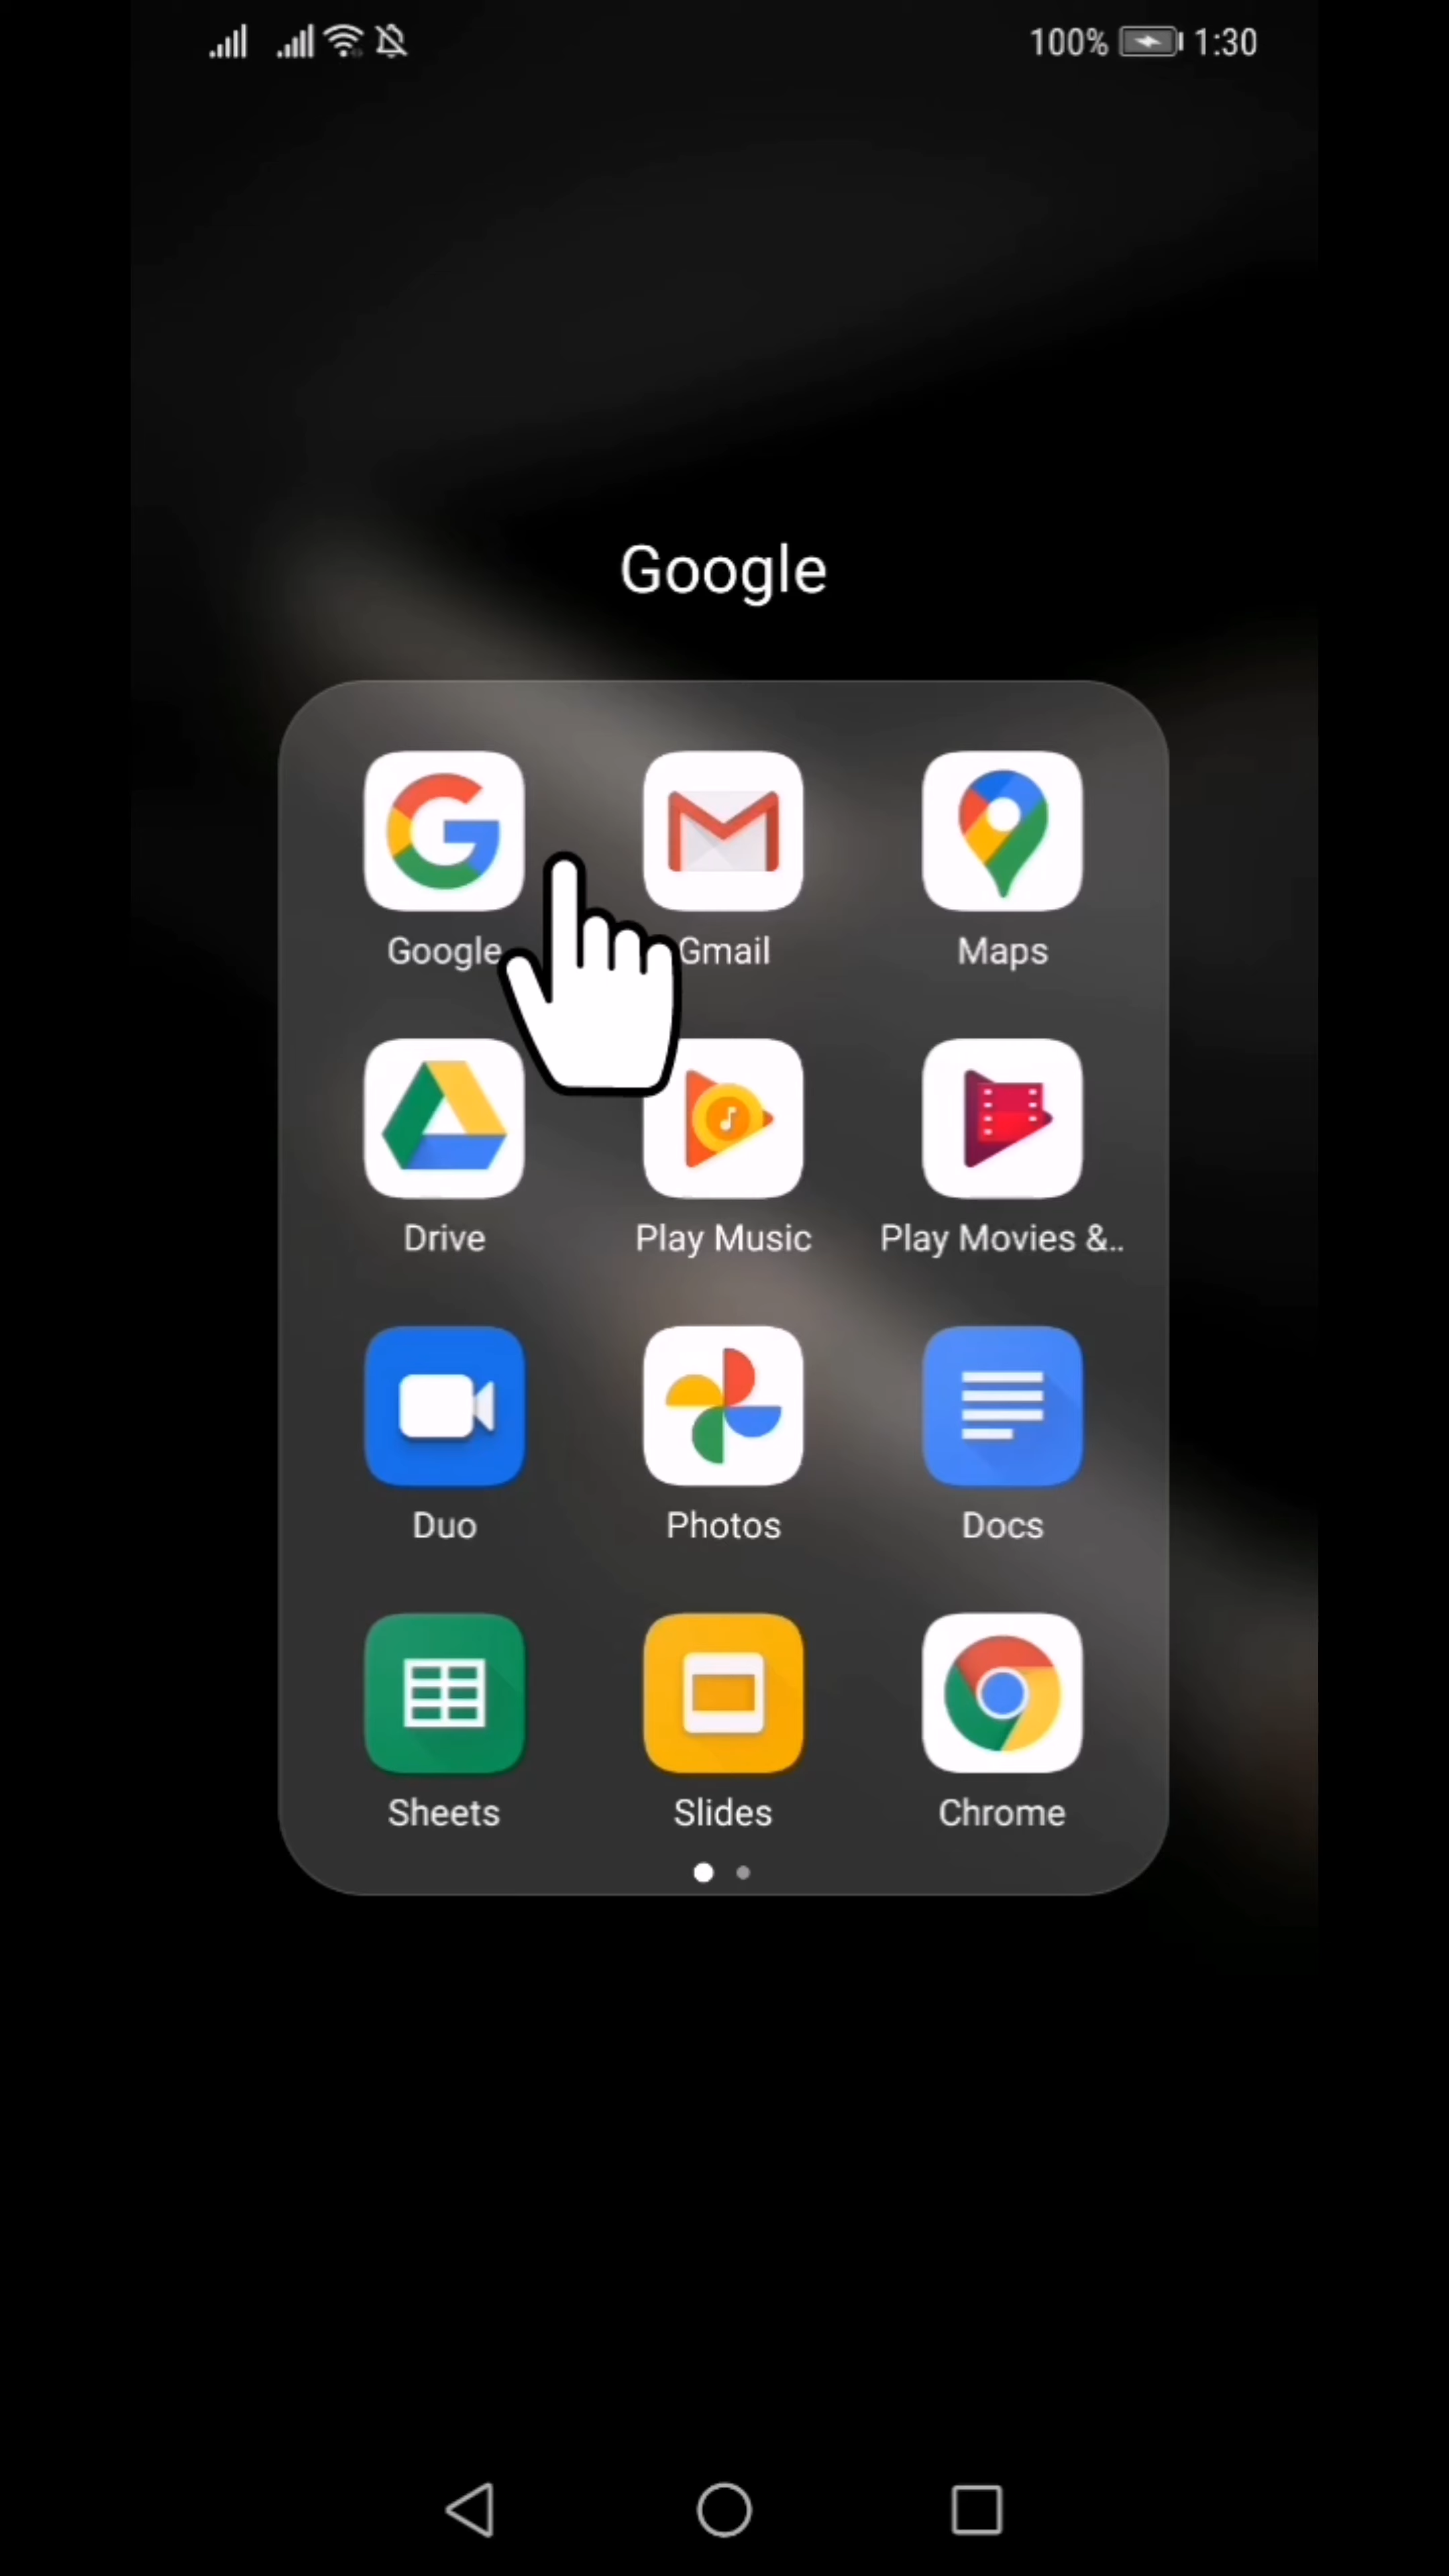 100% 1:30
Google
Google Gmail Maps
Drive Play Music Play Movies &..
Duo Photos Docs
Sheets Slides Chrome